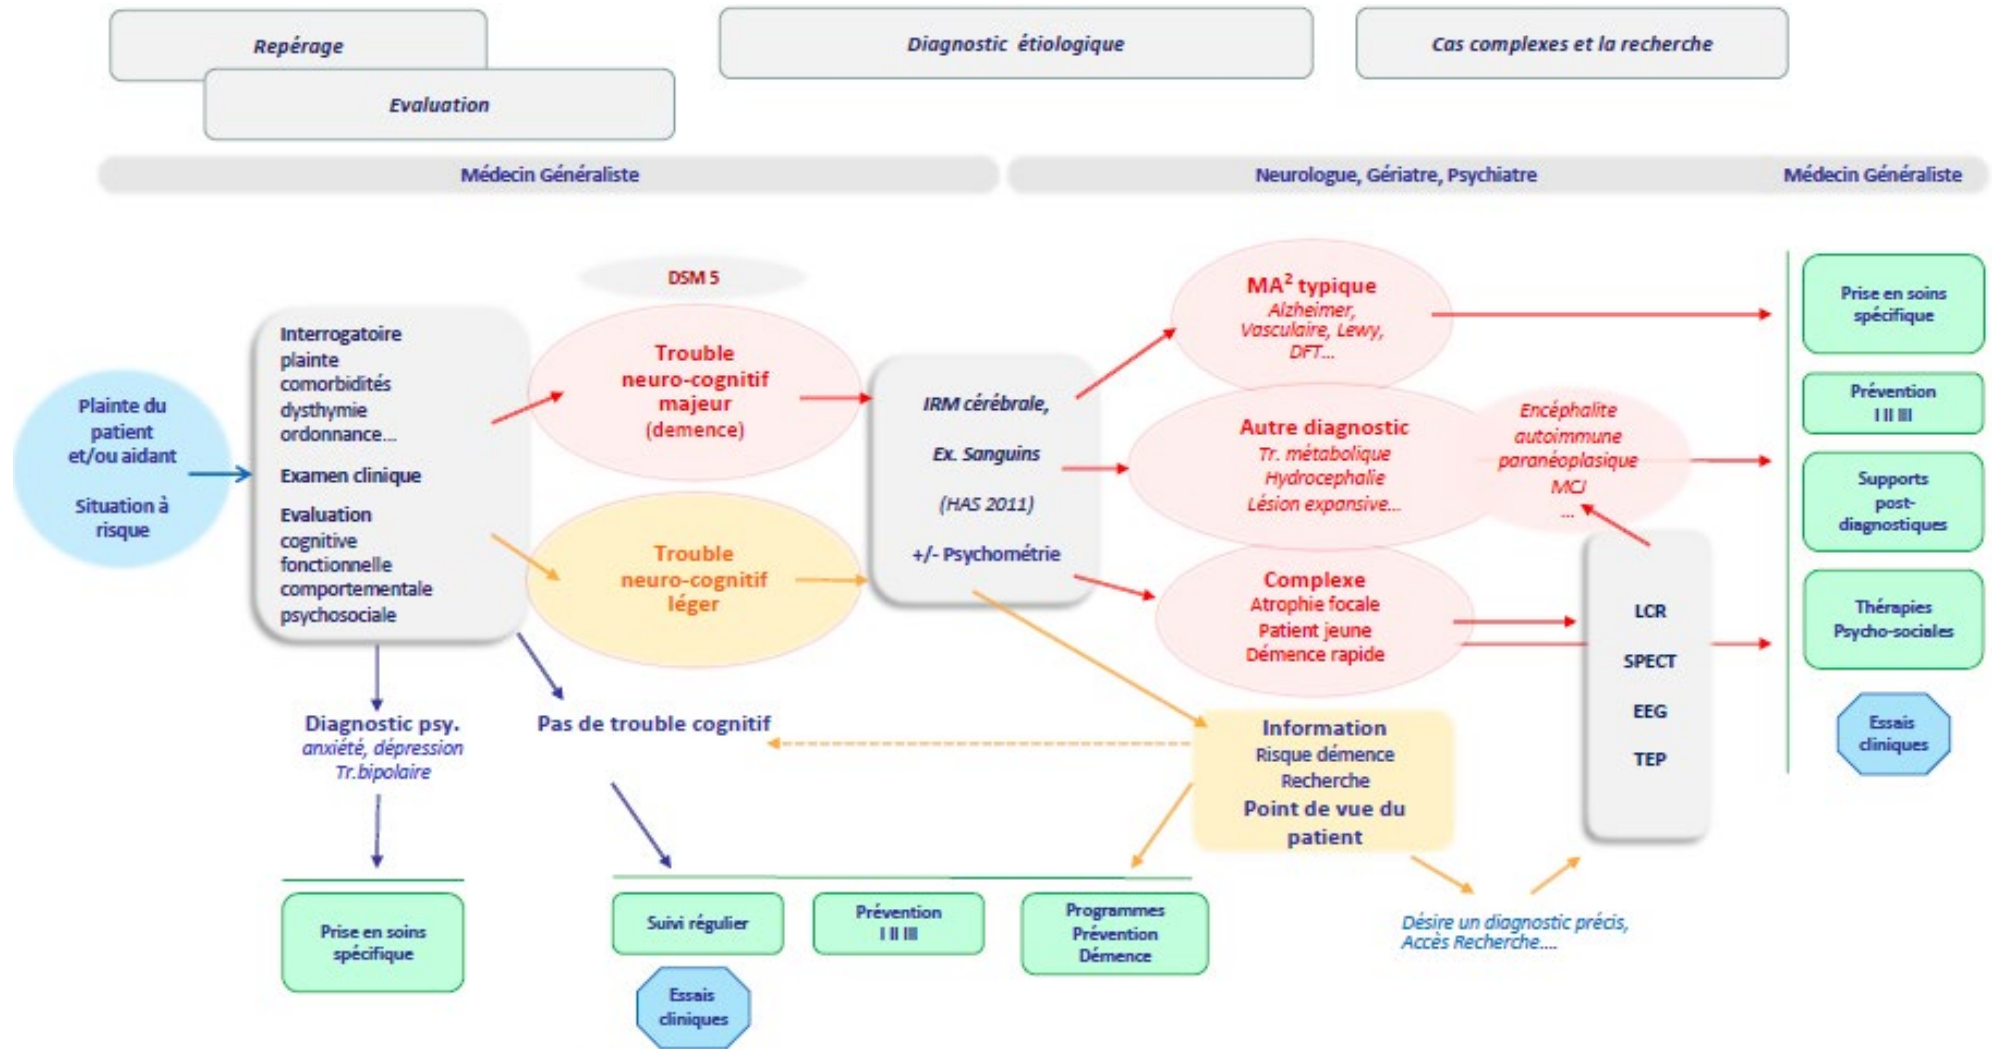 Repérage
Evaluation
Diagnostic étiologique
Cas complexes et la recherche
Médecin Généraliste
Neurologue, Gériatre, Psychiatre
Médecin Généraliste
Plainte du
patient
et/ou aidant
Situation à
risque
Interrogatoire
plainte
comorbidités
dysthymie
ordonnance...
Examen clinique
Evaluation
cognitive
fonctionnelle
comportementale
psychosociale
DSM 5
Trouble
neuro-cognitif
majeur
(demence)
Trouble
neuro-cognitif
léger
IRM cérébrale,
Ex. Sanguins
(HAS 2011)
+/- Psychométrie
MA² typique
Alzheimer,
Vasculaire, Lewy,
DFT...
Autre diagnostic
Tr. métabolique
Hydrocephalie
Lésion expansive...
Encéphalite
autoimmune
paranéoplasique
MCJ
...
Complexe
Atrophie focale
Patient jeune
Démence rapide
LCR
SPECT
EEG
TEP
Prise en soins
spécifique
Prévention
I II III
Supports
post-
diagnostiques
Thérapies
Psycho-sociales
Essais
cliniques
Diagnostic psy.
anxiété, dépression
Tr.bipolaire
Pas de trouble cognitif
Information
Risque démence
Recherche
Point de vue du
patient
Prise en soins
spécifique
Suivi régulier
Prévention
I II III
Programmes
Prévention
Démence
Essais
cliniques
Désire un diagnostic précis,
Accès Recherche....